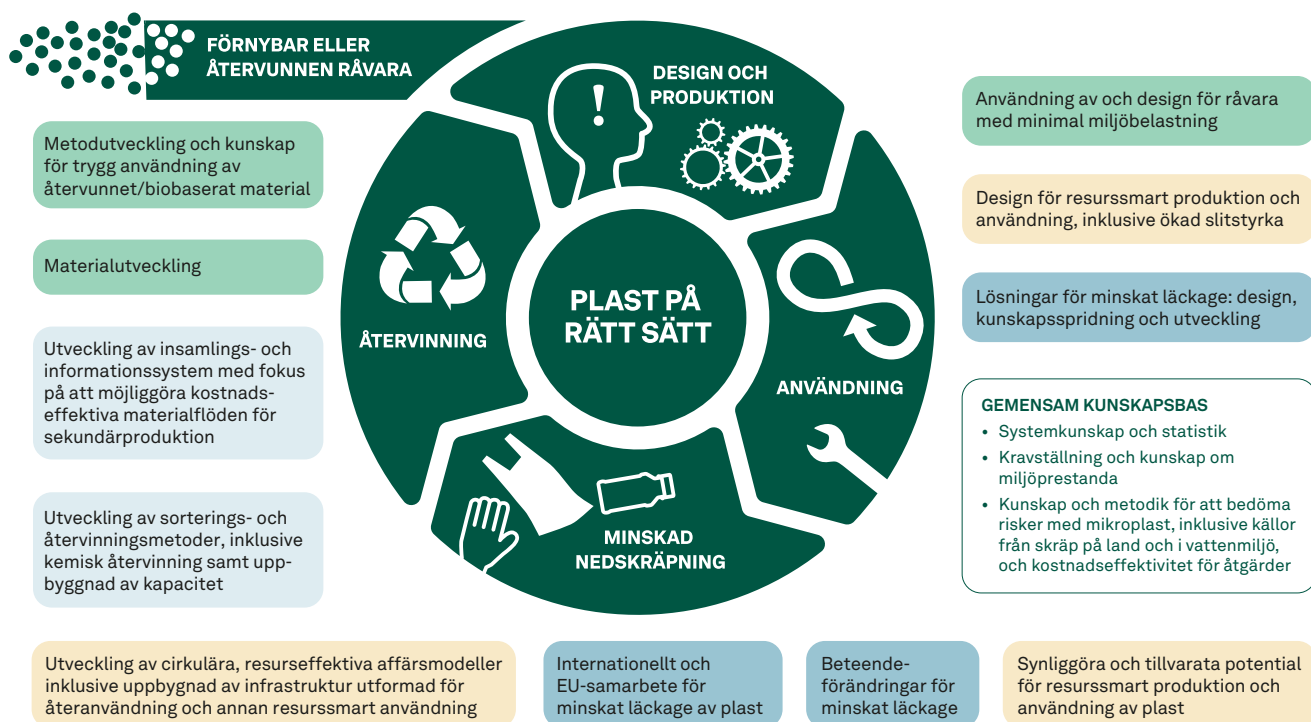 FÖRNYBAR ELLER
ÅTERVUNNEN RÅVARA
DESIGN OCH
PRODUKTION
!
ANVÄNDNING
MINSKAD
NEDSKRÄPNING
ÅTERVINNING
PLAST PÅ
RÄTT SÄTT
Metodutveckling och kunskap
för trygg användning av
återvunnet/biobaserat material
Materialutveckling
Utveckling av insamlings- och
informationssystem med fokus
på att möjliggöra kostnads-
effektiva materialflöden för
sekundärproduktion
Utveckling av sorterings- och
återvinningsmetoder, inklusive
kemisk återvinning samt upp-
byggnad av kapacitet
Användning av och design för råvara
med minimal miljöbelastning
Design för resurssmart produktion och
användning, inklusive ökad slitstyrka
Lösningar för minskat läckage: design,
kunskapsspridning och utveckling
GEMENSAM KUNSKAPSBAS
• Systemkunskap och statistik
• Kravställning och kunskap om
miljöprestanda
• Kunskap och metodik för att bedöma
risker med mikroplast, inklusive källor
från skräp på land och i vattenmiljö,
och kostnadseffektivitet för åtgärder
Utveckling av cirkulära, resurseffektiva affärsmodeller
inklusive uppbygnad av infrastruktur utformad för
återanvändning och annan resurssmart användning
Internationellt och
EU-samarbete för
minskat läckage av plast
Beteende-
förändringar för
minskat läckage
Synliggöra och tillvarata potential
för resurssmart produktion och
användning av plast